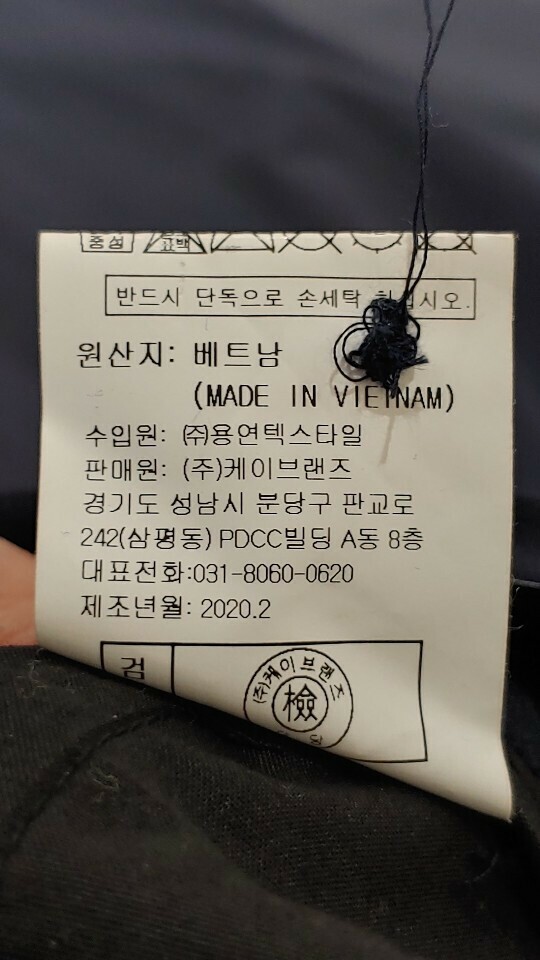 중성 표백
반드시 단독으로 손세탁 하십시오.
원산지: 베트남
(MADE IN VIETNAM)
수입원: ㈜용연텍스타일
판매원: (주)케이브랜즈
경기도 성남시 분당구 판교로
242(삼평동) PDCC빌딩 A동 8층
대표전화:031-8060-0620
제조년월: 2020.2
검
(주)케이브랜즈
檢